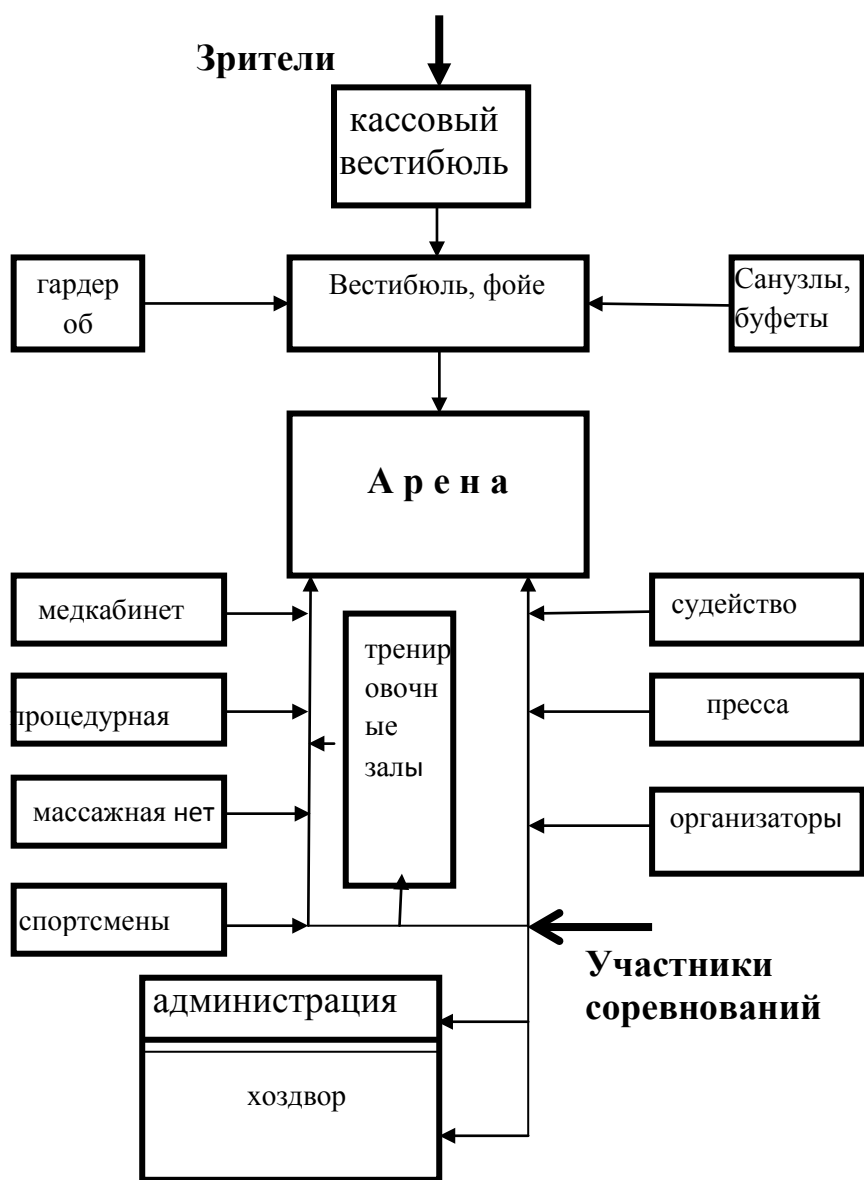 Зрители
кассовый
вестибюль
гардер
об
Вестибюль, фойе
Санузлы,
буфеты
А р е н а
медкабинет
судейство
тренир
овочн
ые
залы
процедурная
пресса
массажная нет
организаторы
спортсмены
Участники
соревнований
администрация
хоздвор